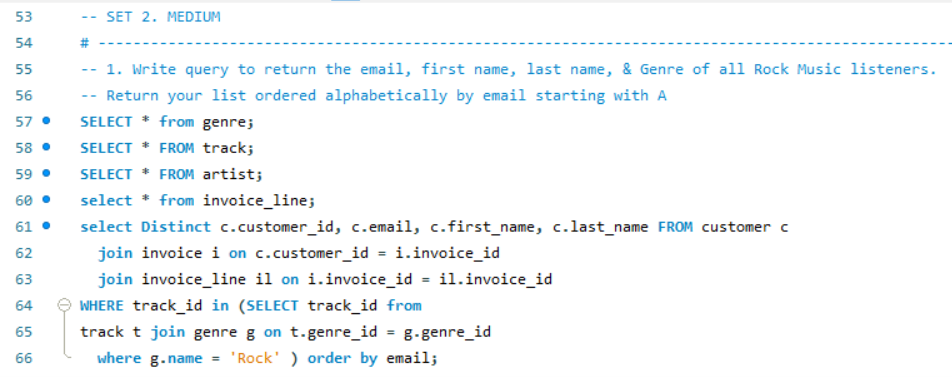 53 -- SET 2. MEDIUM
54 # ----------------------------------------------------------------------------------------------------
55 -- 1. Write query to return the email, first name, last name, & Genre of all Rock Music listeners.
56 -- Return your list ordered alphabetically by email starting with A
57 SELECT * from genre;
58 SELECT * FROM track;
59 SELECT * FROM artist;
60 select * from invoice_line;
61 select Distinct c.customer_id, c.email, c.first_name, c.last_name FROM customer c
62 join invoice i on c.customer_id = i.invoice_id
63 join invoice_line il on i.invoice_id = il.invoice_id
64 WHERE track_id in (SELECT track_id from
65 track t join genre g on t.genre_id = g.genre_id
66 where g.name = 'Rock' ) order by email;